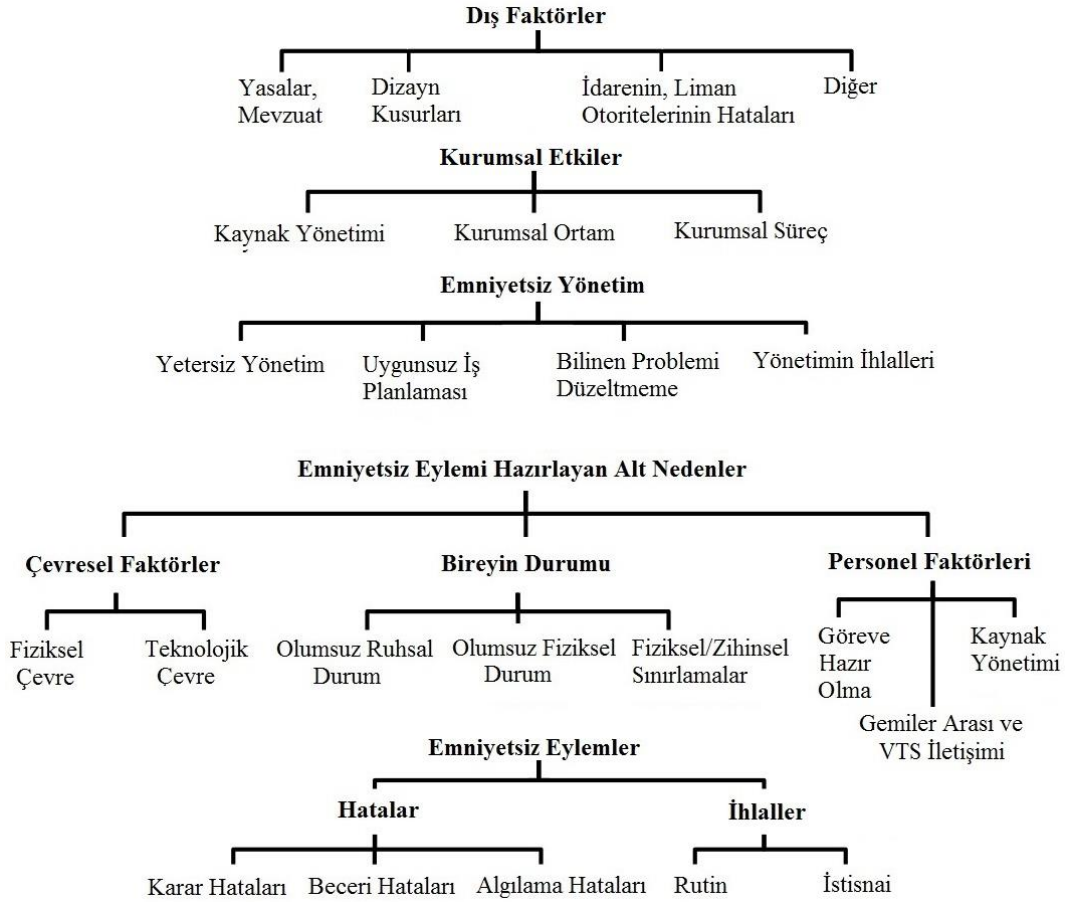 Dış Faktörler
Yasalar,
Mevzuat
Dizayn
Kusurları
İdarenin, Liman
Otoritelerinin Hataları
Diğer
Kurumsal Etkiler
Kaynak Yönetimi
Kurumsal Ortam
Kurumsal Süreç
Emniyetsiz Yönetim
Yetersiz Yönetim
Uygunsuz İş
Planlaması
Bilinen Problemi
Düzeltmeme
Yönetimin İhlalleri
Emniyetsiz Eylemi Hazırlayan Alt Nedenler
Çevresel Faktörler
Bireyin Durumu
Personel Faktörleri
Fiziksel
Çevre
Teknolojik
Çevre
Olumsuz Ruhsal
Durum
Olumsuz Fiziksel
Durum
Fiziksel/Zihinsel
Sınırlamalar
Göreve
Hazır
Olma
Kaynak
Yönetimi
Gemiler Arası ve
VTS İletişimi
Emniyetsiz Eylemler
Hatalar
İhlaller
Karar Hataları
Beceri Hataları
Algılama Hataları
Rutin
İstisnai